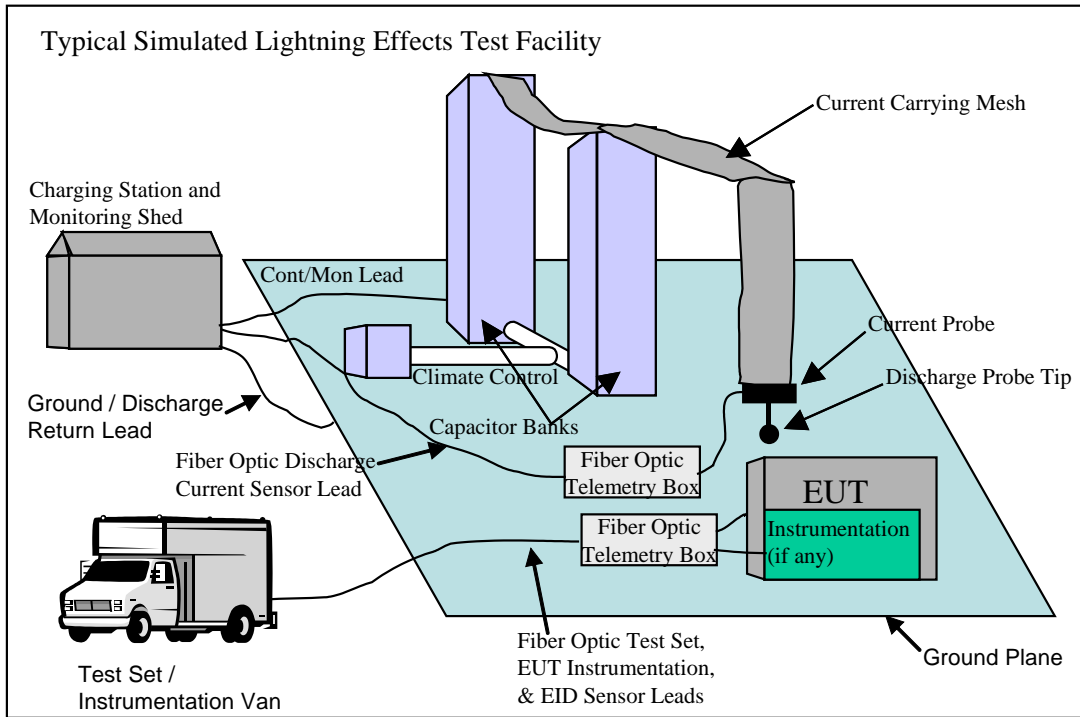 Typical Simulated Lightning Effects Test Facility
Current Carrying Mesh
Charging Station and
Monitoring Shed
Cont/Mon Lead
Current Probe
Climate Control
Discharge Probe Tip
Ground / Discharge
Return Lead
Capacitor Banks
Fiber Optic Discharge
Current Sensor Lead
Fiber Optic
Telemetry Box
EUT
Instrumentation
(if any)
Fiber Optic
Telemetry Box
Fiber Optic Test Set,
EUT Instrumentation,
& EID Sensor Leads
Ground Plane
Test Set /
Instrumentation Van